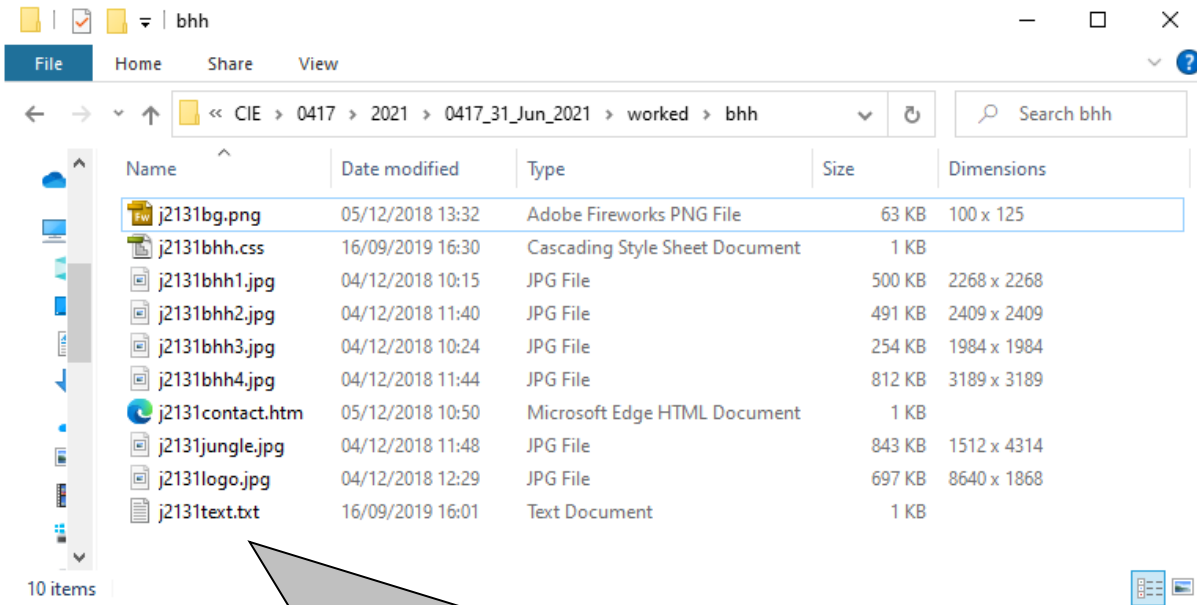 bhh
File Home Share View
« CIE > 0417 > 2021 > 0417_31_Jun_2021 > worked > bhh Search bhh
Name Date modified Type Size Dimensions
Fw j2131bg.png 05/12/2018 13:32 Adobe Fireworks PNG File 63 KB 100 x 125
j2131bhh.css 16/09/2019 16:30 Cascading Style Sheet Document 1 KB
j2131bhh1.jpg 04/12/2018 10:15 JPG File 500 KB 2268 x 2268
j2131bhh2.jpg 04/12/2018 11:40 JPG File 491 KB 2409 x 2409
j2131bhh3.jpg 04/12/2018 10:24 JPG File 254 KB 1984 x 1984
j2131bhh4.jpg 04/12/2018 11:44 JPG File 812 KB 3189 x 3189
j2131contact.htm 05/12/2018 10:50 Microsoft Edge HTML Document 1 KB
j2131jungle.jpg 04/12/2018 11:48 JPG File 843 KB 1512 x 4314
j2131logo.jpg 04/12/2018 12:29 JPG File 697 KB 8640 x 1868
j2131text.txt 16/09/2019 16:01 Text Document 1 KB
10 items